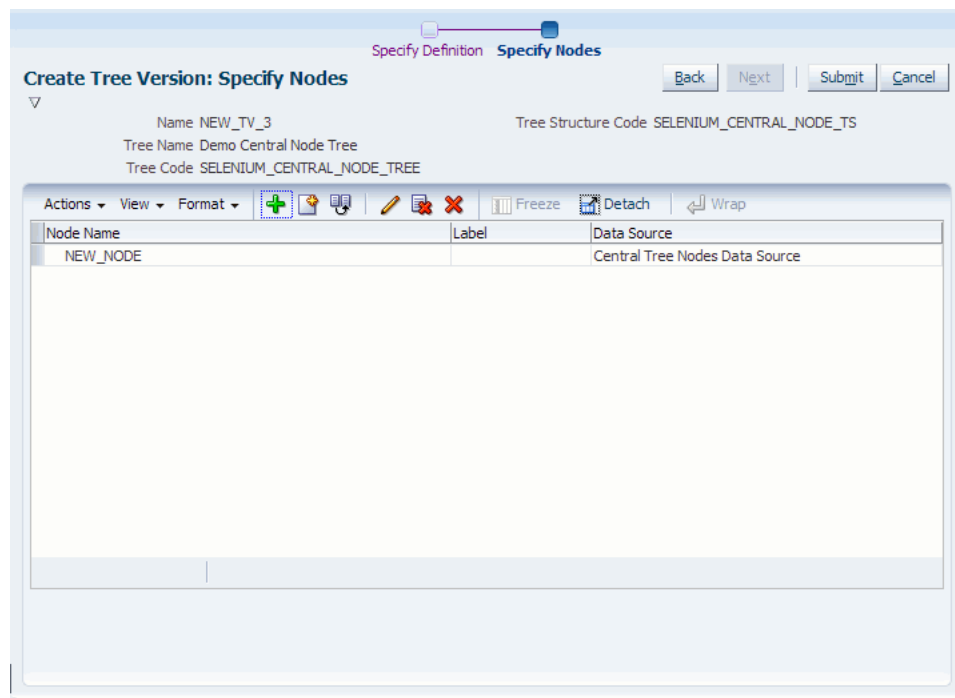 Specify Definition Specify Nodes
Create Tree Version: Specify Nodes Back Next Submit Cancel
Name NEW_TV_3 Tree Structure Code SELENIUM_CENTRAL_NODE_TS
Tree Name Demo Central Node Tree
Tree Code SELENIUM_CENTRAL_NODE_TREE
Actions View Format Freeze Detach Wrap
Node Name Label Data Source
NEW_NODE Central Tree Nodes Data Source